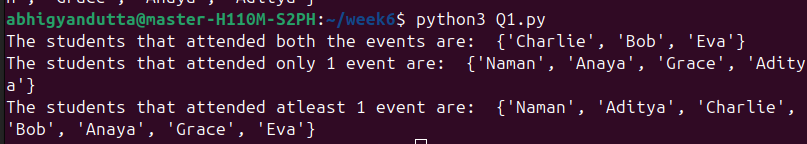 abhigyandutta@master-H110M-S2PH:~/week6$ python3 Q1.py
The students that attended both the events are:  {'Charlie', 'Bob', 'Eva'}
The students that attended only 1 event are:  {'Naman', 'Anaya', 'Grace', 'Adity
a'}
The students that attended atleast 1 event are:  {'Naman', 'Aditya', 'Charlie',
'Bob', 'Anaya', 'Grace', 'Eva'}